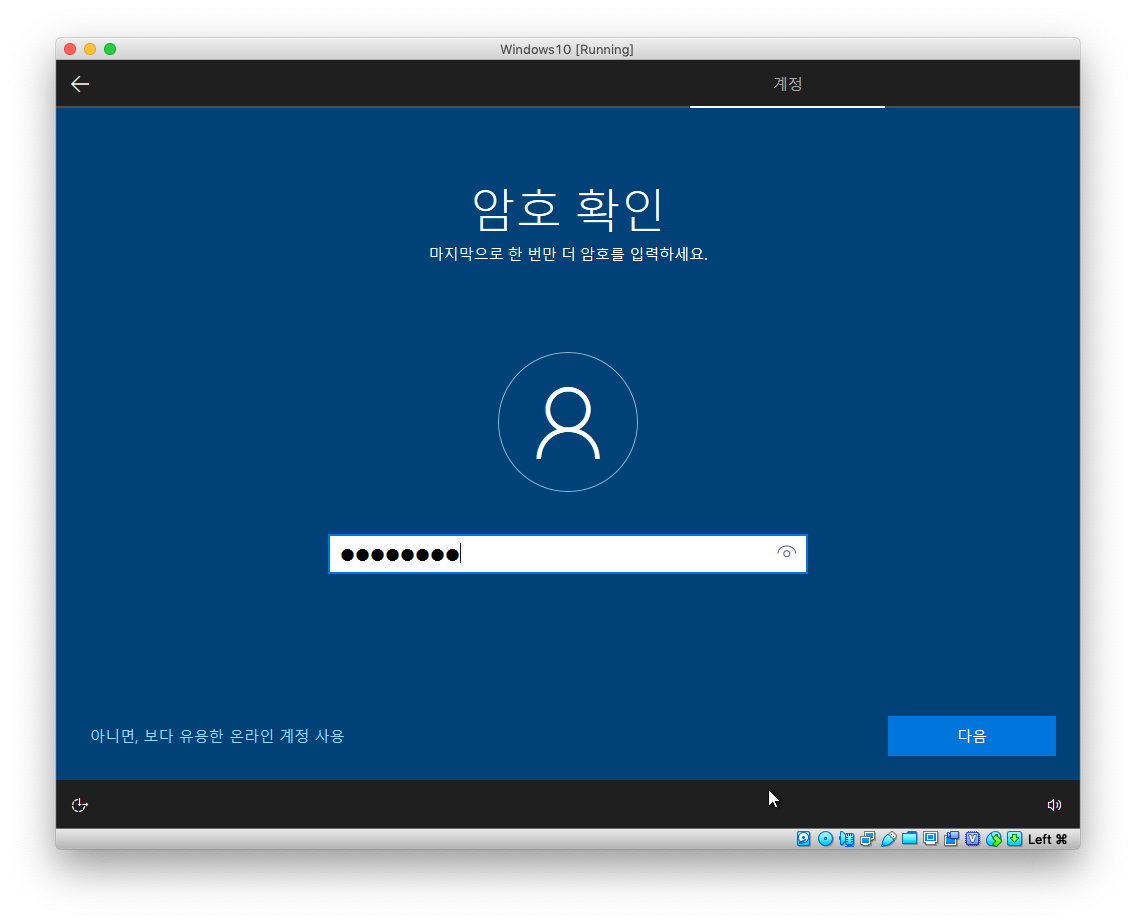 Windows10 [Running]
계정
암호 확인
마지막으로 한 번만 더 암호를 입력하세요.
아니면, 보다 유용한 온라인 계정 사용
다음
Left ⌘